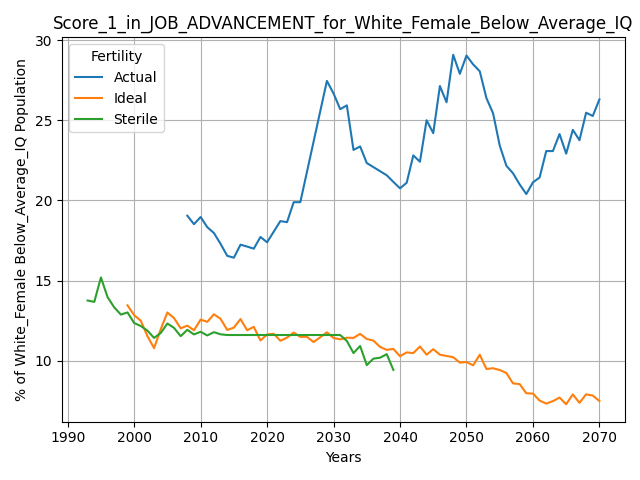 Score_1_in_JOB_ADVANCEMENT_for_White_Female_Below_Average_IQ
% of White_Female Below_Average_IQ Population
30
25
20
15
10
Fertility
Actual
Ideal
Sterile
1990 2000 2010 2020 2030 2040 2050 2060 2070
Years